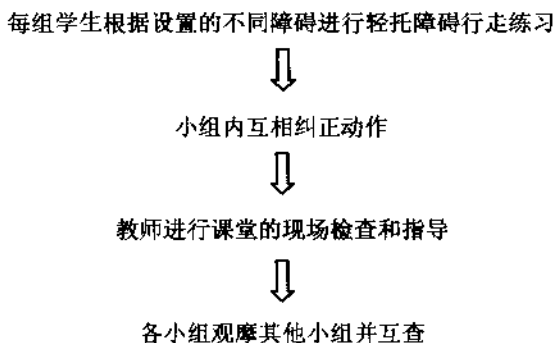 每组学生根据设置的不同障碍进行轻托障碍行走练习
小组内互相纠正动作
教师进行课堂的现场检查和指导
各小组观摩其他小组并互查